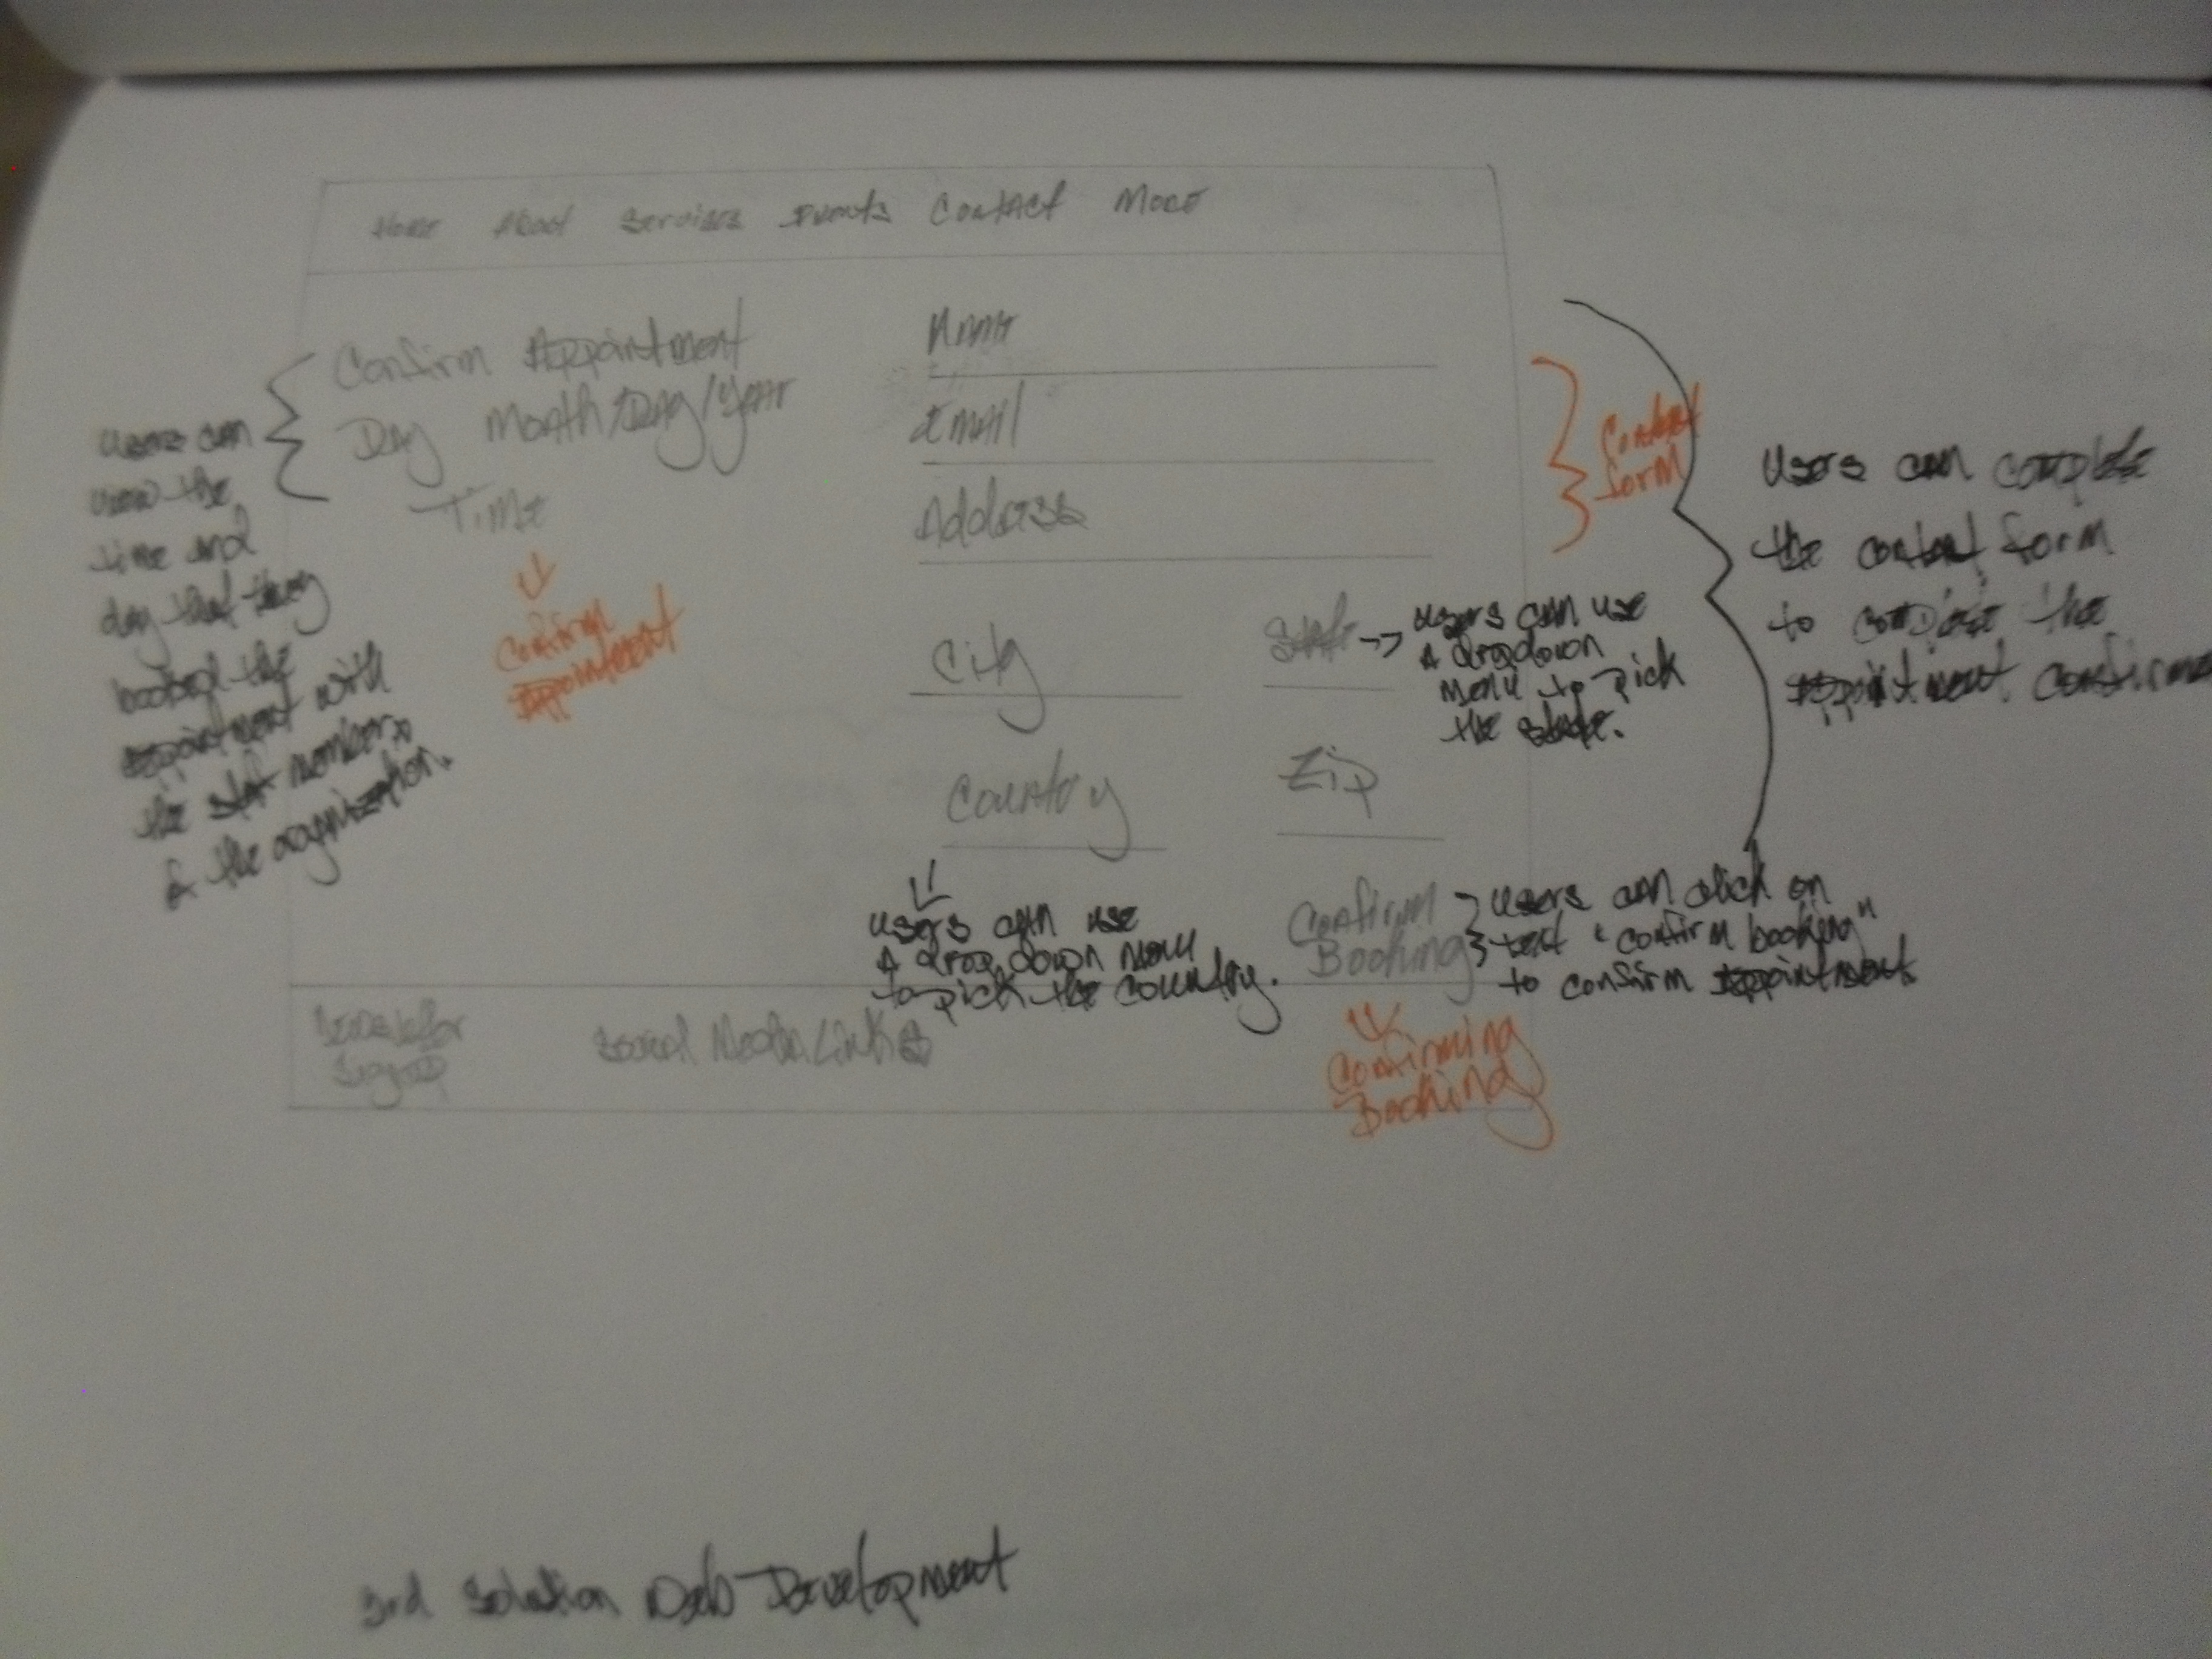 Home About Services Events Contact More
Confirm Appointment
Day Month/Day/Year
Time
Confirm
Appointment
Users can
view the
time and
day that they
booked the
appointment with
the staf members
& the organization.
Name
Email
Address
City
State
Country
Zip
Contact
form
Users can use
A drop down
menu to pick
the state.
Users can complete
the contact form
to complete the
Appointment
Users can use
A drop down menu
to pick the country.
Confirm
Booking
Users can click on
text "confirm booking"
to confirm Appointment.
Confirming
Booking
Signup
Social Media Links
3rd Solution Web Development